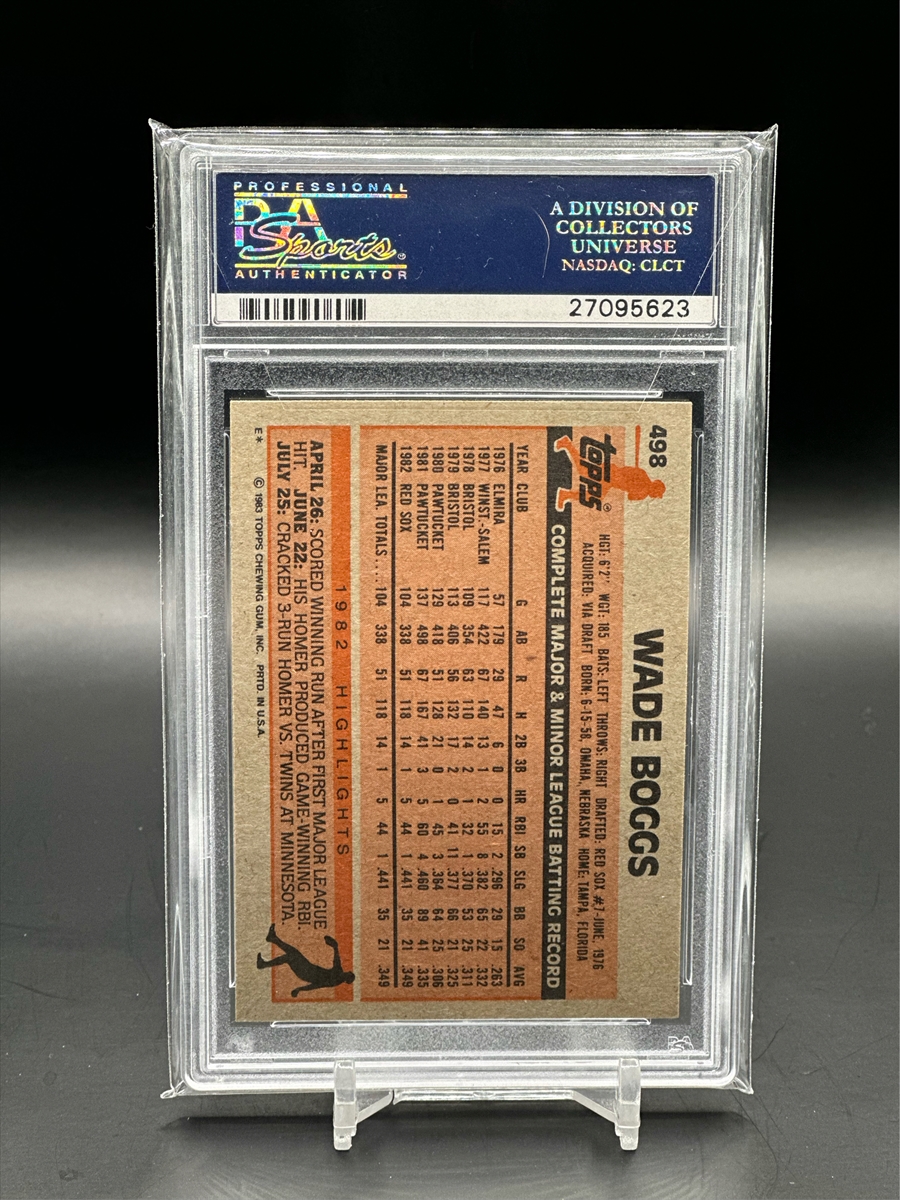 PROFESSIONAL
PSA
Sports®
AUTHENTICATOR
A DIVISION OF
COLLECTORS
UNIVERSE
NASDAQ: CLCT
27095623
498
WADE BOGGS
topps®
HGT: 6'2" WGT: 185 BATS: LEFT THROWS: RIGHT DRAFTED: RED SOX #7-JUNE, 1976
ACQUIRED: VIA DRAFT BORN: 6-15-58, OMAHA, NEBRASKA HOME: TAMPA, FLORIDA
COMPLETE MAJOR & MINOR LEAGUE BATTING RECORD
YEAR CLUB G AB R H 2B 3B HR RBI SB SLG BB SO AVG
1976 ELMIRA 57 179 29 47 6 0 0 15 2 .296 29 15 .263
1977 WINST.-SALEM 117 422 67 140 13 1 2 55 8 .382 65 22 .332
1978 BRISTOL 109 354 63 110 14 2 1 32 1 .370 53 25 .311
1979 BRISTOL 113 406 56 132 17 2 0 41 11 .377 66 21 .325
1980 PAWTUCKET 129 418 51 128 21 0 1 45 3 .364 64 25 .306
1981 PAWTUCKET 137 498 67 167 41 3 5 60 4 .460 89 41 .335
1982 RED SOX 104 338 51 118 14 1 5 44 1 .441 35 21 .349
MAJOR LEA. TOTALS.... 104 338 51 118 14 1 5 44 1 .441 35 21 .349
1982 HIGHLIGHTS
APRIL 26: SCORED WINNING RUN AFTER FIRST MAJOR LEAGUE
HIT. JUNE 22: HIS HOMER PRODUCED GAME-WINNING RBI.
JULY 25: CRACKED 3-RUN HOMER VS. TWINS AT MINNESOTA.
E* © 1983 TOPPS CHEWING GUM, INC. PRTD. IN U.S.A.
PSA